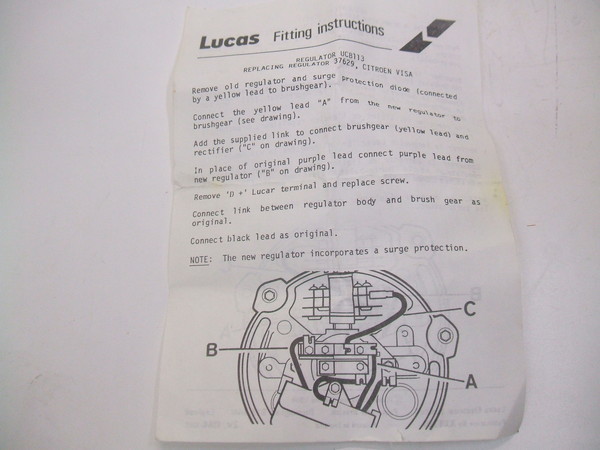 Lucas Fitting instructions
REGULATOR UCB113
REPLACING REGULATOR 37629, CITROEN VISA
Remove old regulator and surge protection diode (connected
by a yellow lead to brushgear).
Connect the yellow lead "A" from the new regulator to
brushgear (see drawing).
Add the supplied link to connect brushgear (yellow lead) and
rectifier ("C" on drawing).
In place of original purple lead connect purple lead from
new regulator ("B" on drawing).
Remove 'D +' Lucar terminal and replace screw.
Connect link between regulator body and brush gear as
original.
Connect black lead as original.
NOTE: The new regulator incorporates a surge protection.
C
B
A